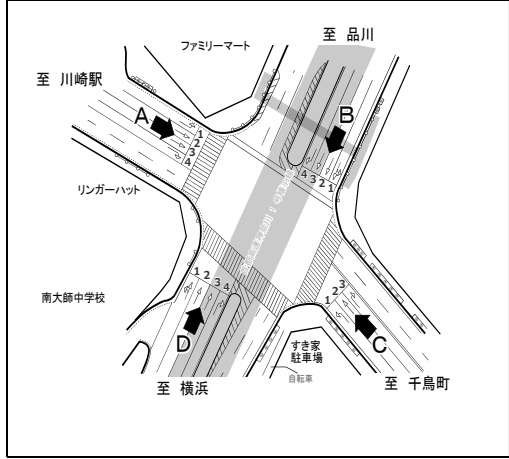 至 品川
ファミリーマート
至 川崎駅
A
B
1
2
3
4
4 3 2 1
リンガーハット
1 2 3 4
3
2
1
南大師中学校
D
C
すき家
駐車場
自転車
至 横浜
至 千鳥町